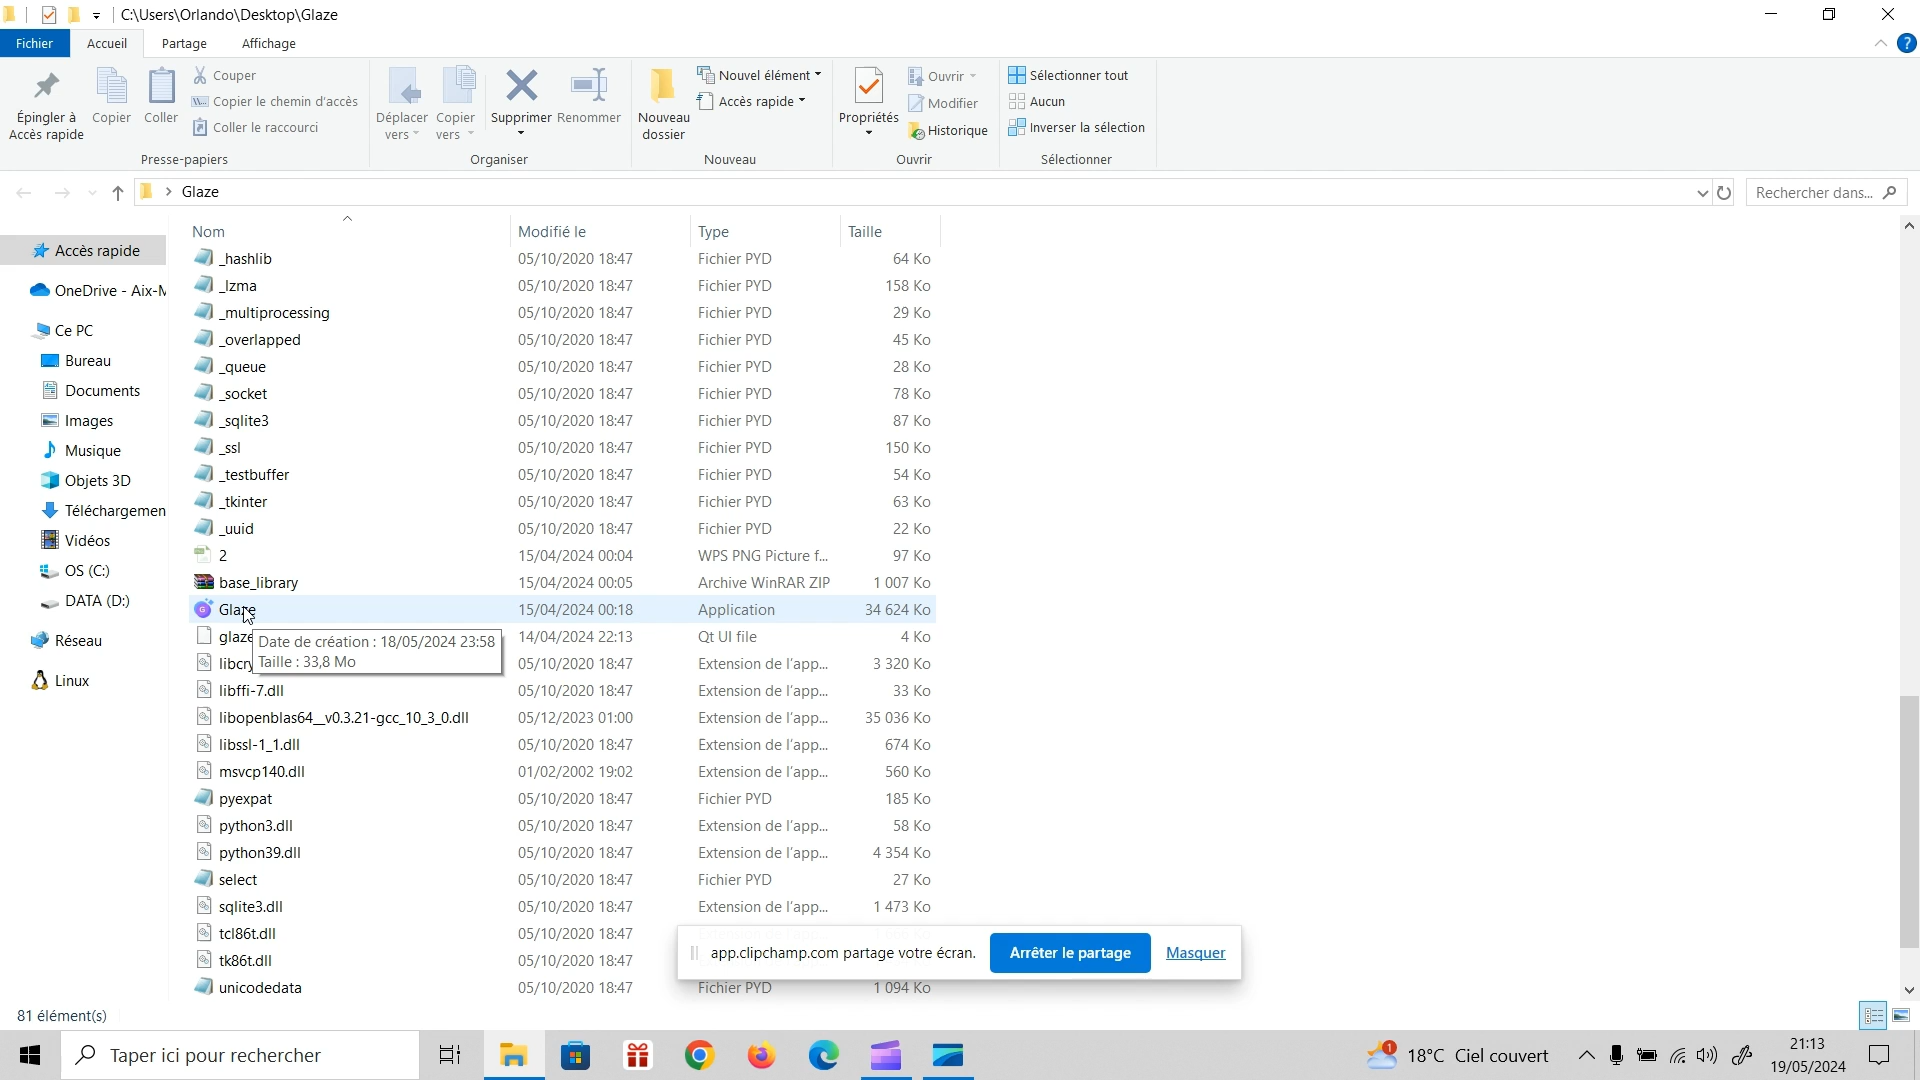 C:\Users\Orlando\Desktop\Glaze
Fichier Accueil Partage Affichage
Épingler à Accès rapide
Copier
Coller
Couper
Copier le chemin d'accès
Coller le raccourci
Presse-papiers
Déplacer vers
Copier vers
Supprimer
Renommer
Organiser
Nouveau dossier
Nouvel élément
Accès rapide
Nouveau
Propriétés
Ouvrir
Modifier
Historique
Ouvrir
Sélectionner tout
Aucun
Inverser la sélection
Sélectionner
Glaze
Rechercher dans...
Accès rapide
OneDrive - Aix-M
Ce PC
Bureau
Documents
Images
Musique
Objets 3D
Téléchargemen
Vidéos
OS (C:)
DATA (D:)
Réseau
Linux
Nom Modifié le Type Taille
_hashlib 05/10/2020 18:47 Fichier PYD 64 Ko
_lzma 05/10/2020 18:47 Fichier PYD 158 Ko
_multiprocessing 05/10/2020 18:47 Fichier PYD 29 Ko
_overlapped 05/10/2020 18:47 Fichier PYD 45 Ko
_queue 05/10/2020 18:47 Fichier PYD 28 Ko
_socket 05/10/2020 18:47 Fichier PYD 78 Ko
_sqlite3 05/10/2020 18:47 Fichier PYD 87 Ko
_ssl 05/10/2020 18:47 Fichier PYD 150 Ko
_testbuffer 05/10/2020 18:47 Fichier PYD 54 Ko
_tkinter 05/10/2020 18:47 Fichier PYD 63 Ko
_uuid 05/10/2020 18:47 Fichier PYD 22 Ko
2 15/04/2024 00:04 WPS PNG Picture f... 97 Ko
base_library 15/04/2024 00:05 Archive WinRAR ZIP 1 007 Ko
Glaze 15/04/2024 00:18 Application 34 624 Ko
glaze 14/04/2024 22:13 Qt UI file 4 Ko
Date de création : 18/05/2024 23:58
Taille : 33,8 Mo
libcry 05/10/2020 18:47 Extension de l'app... 3 320 Ko
libffi-7.dll 05/10/2020 18:47 Extension de l'app... 33 Ko
libopenblas64__v0.3.21-gcc_10_3_0.dll 05/12/2023 01:00 Extension de l'app... 35 036 Ko
libssl-1_1.dll 05/10/2020 18:47 Extension de l'app... 674 Ko
msvcp140.dll 01/02/2002 19:02 Extension de l'app... 560 Ko
pyexpat 05/10/2020 18:47 Fichier PYD 185 Ko
python3.dll 05/10/2020 18:47 Extension de l'app... 58 Ko
python39.dll 05/10/2020 18:47 Extension de l'app... 4 354 Ko
select 05/10/2020 18:47 Fichier PYD 27 Ko
sqlite3.dll 05/10/2020 18:47 Extension de l'app... 1 473 Ko
tcl86t.dll 05/10/2020 18:47
tk86t.dll 05/10/2020 18:47
unicodedata 05/10/2020 18:47 Fichier PYD 1 094 Ko
app.clipchamp.com partage votre écran. Arrêter le partage Masquer
81 élément(s)
Taper ici pour rechercher
18°C Ciel couvert
21:13
19/05/2024